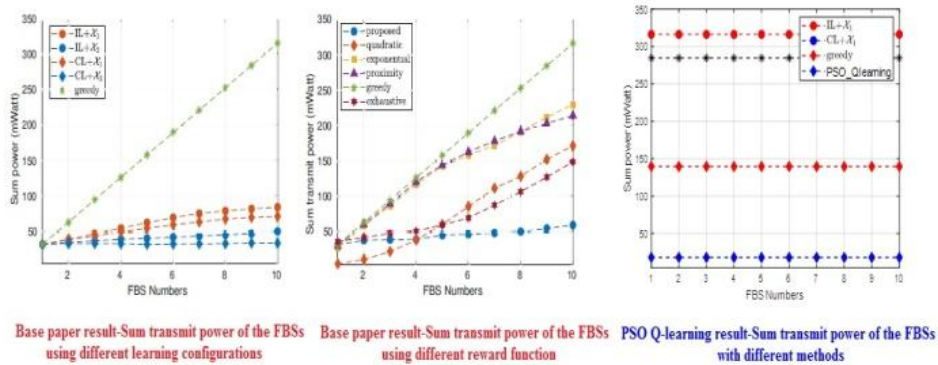 350
300
250
200
150
100
50
Sum power (mWatt)
2 4 6 8 10
FBS Numbers
IL+X₁
IL+X₂
CL+X₁
CL+X₂
greedy
350
300
250
200
150
100
50
Sum transmit power (mWatt)
2 4 6 8 10
FBS Numbers
proposed
quadratic
exponential
proximity
greedy
exhaustive
350
300
250
200
150
100
50
0
Sum power (mWatt)
1 2 3 4 5 6 7 8 9 10
FBS Numbers
IL+X₁
CL+X₁
greedy
PSO_Qlearning
Base paper result-Sum transmit power of the FBSs
using different learning configurations
Base paper result-Sum transmit power of the FBSs
using different reward function
PSO Q-learning result-Sum transmit power of the FBSs
with different methods